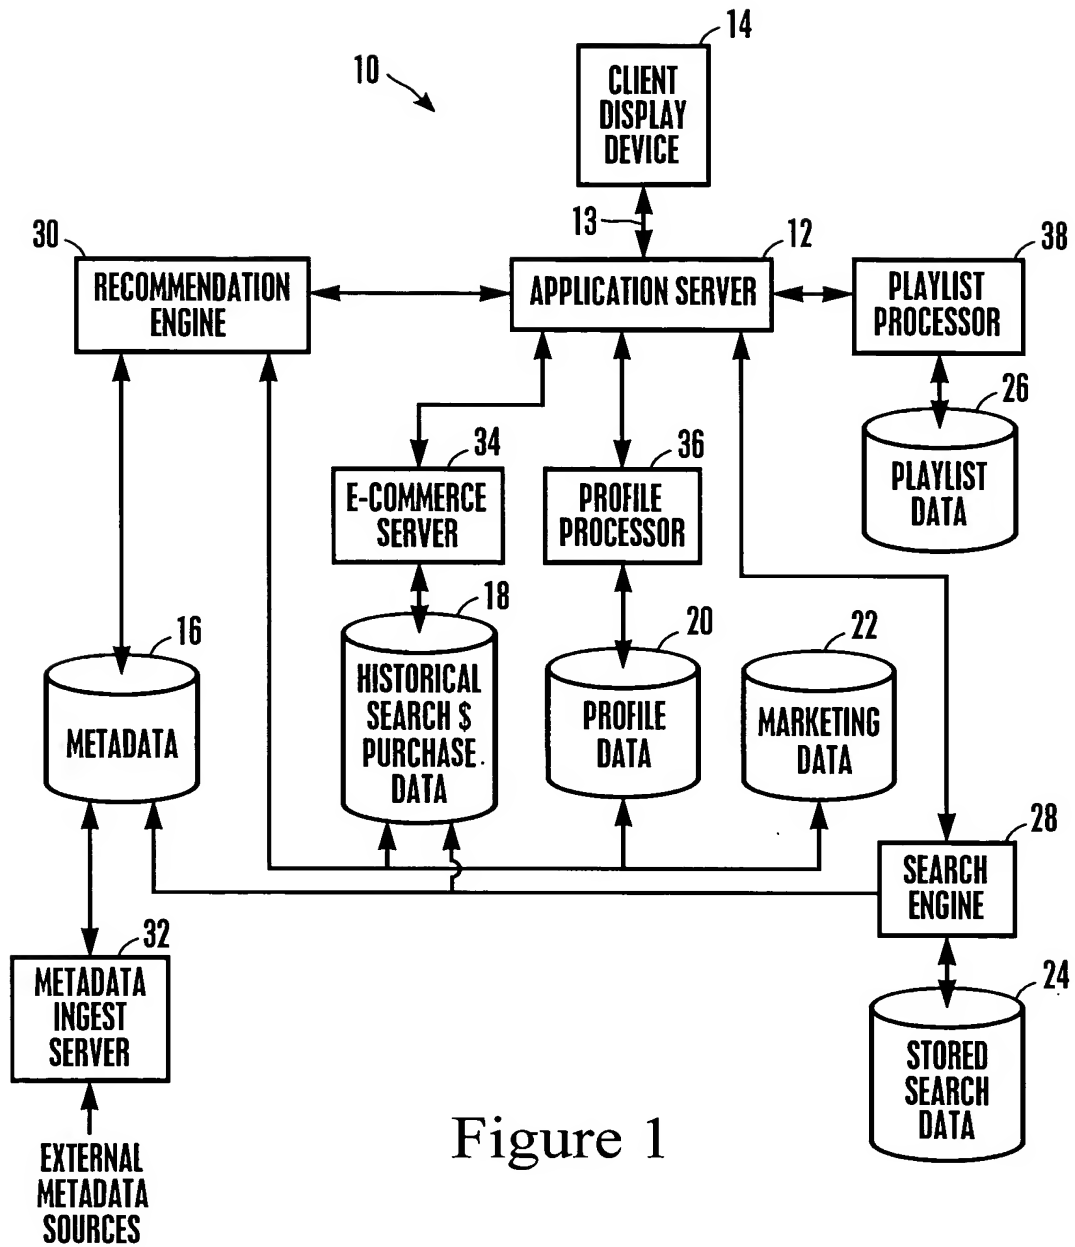 14
10
CLIENT
DISPLAY
DEVICE
13
30
12
38
RECOMMENDATION
ENGINE
APPLICATION SERVER
PLAYLIST
PROCESSOR
26
34
36
E-COMMERCE
SERVER
PROFILE
PROCESSOR
PLAYLIST
DATA
18
16
20
22
METADATA
HISTORICAL
SEARCH $
PURCHASE
DATA
PROFILE
DATA
MARKETING
DATA
28
SEARCH
ENGINE
32
METADATA
INGEST
SERVER
24
STORED
SEARCH
DATA
EXTERNAL
METADATA
SOURCES
Figure 1